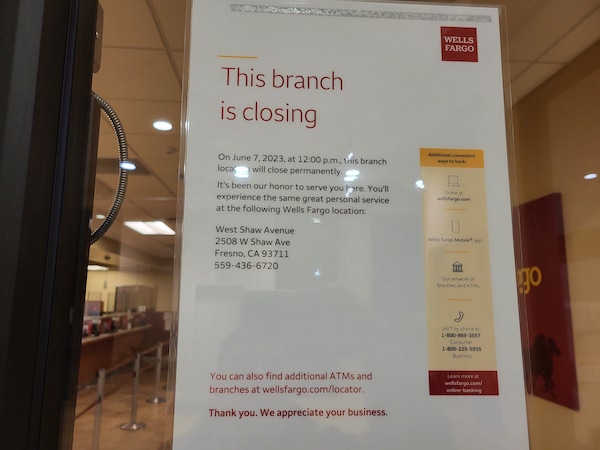 WELLS
FARGO
This branch
is closing
On June 7, 2023, at 12:00 p.m., this branch
location will close permanently.
It's been our honor to serve you here. You'll
experience the same great personal service
at the following Wells Fargo location:
West Shaw Avenue
2508 W Shaw Ave
Fresno, CA 93711
559-436-6720
You can also find additional ATMs and
branches at wellsfargo.com/locator.
Thank you. We appreciate your business.
Additional convenient
ways to bank:
Online at
wellsfargo.com
Wells Fargo Mobile® app
Our network of
branches and ATMs
24/7 by phone at
1-800-869-3557
Consumer
1-800-225-5935
Business
Learn more at
wellsfargo.com/
online-banking
go